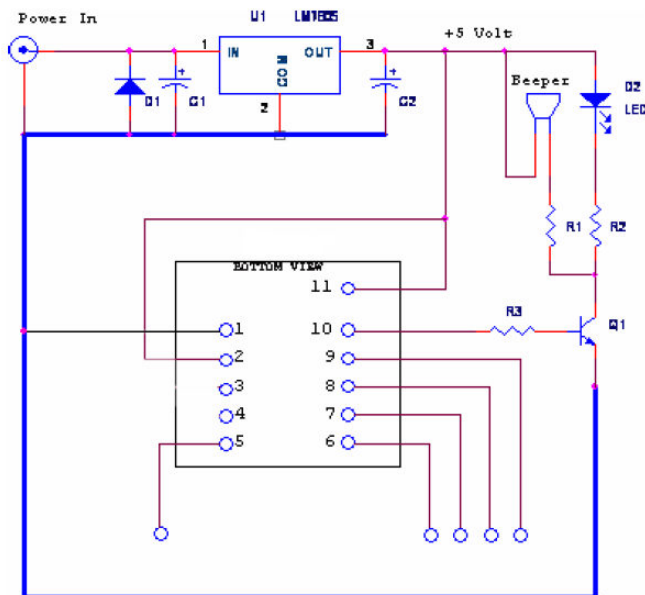 Power In
U1 LM7805
+5 Volt
1 IN OUT 3
COM
2
D1 C1 C2
Beeper
D2
LED
R1 R2
BOTTOM VIEW
11
1 10 R3 Q1
2 9
3 8
4 7
5 6